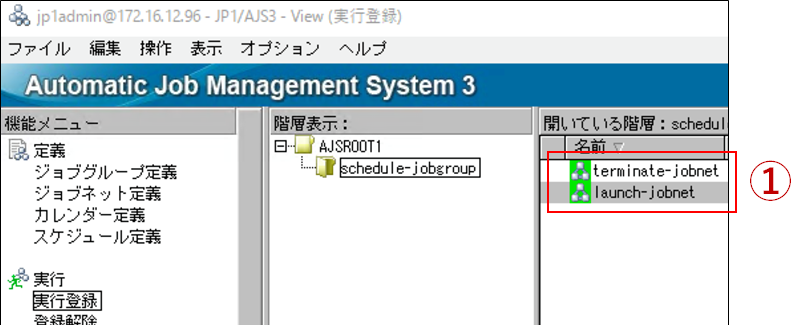 jp1admin@172.16.12.96 - JP1/AJS3 - View (実行登録)
ファイル 編集 操作 表示 オプション ヘルプ
Automatic Job Management System 3
機能メニュー
定義
ジョブグループ定義
ジョブネット定義
カレンダー定義
スケジュール定義
実行
実行登録
登録解除
階層表示：
AJSROOT1
schedule-jobgroup
開いている階層：schedul
名前 ▽
terminate-jobnet
launch-jobnet
①